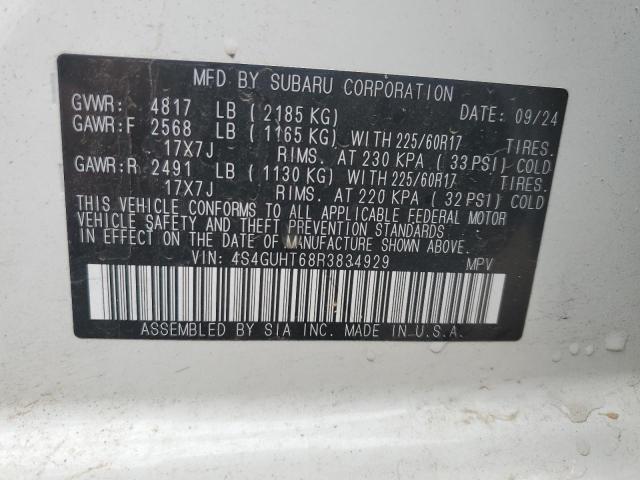 MFD BY SUBARU CORPORATION
GVWR: 4817 LB (2185 KG) DATE: 09/24
GAWR:F 2568 LB (1165 KG) WITH 225/60R17 TIRES.
17X7J RIMS. AT 230 KPA (33 PSI) COLD
GAWR:R 2491 LB (1130 KG) WITH 225/60R17 TIRES.
17X7J RIMS. AT 220 KPA (32 PSI) COLD
THIS VEHICLE CONFORMS TO ALL APPLICABLE FEDERAL MOTOR
VEHICLE SAFETY AND THEFT PREVENTION STANDARDS
IN EFFECT ON THE DATE OF MANUFACTURE SHOWN ABOVE.
VIN: 4S4GUHT68R3834929 MPV
ASSEMBLED BY SIA INC. MADE IN U.S.A.